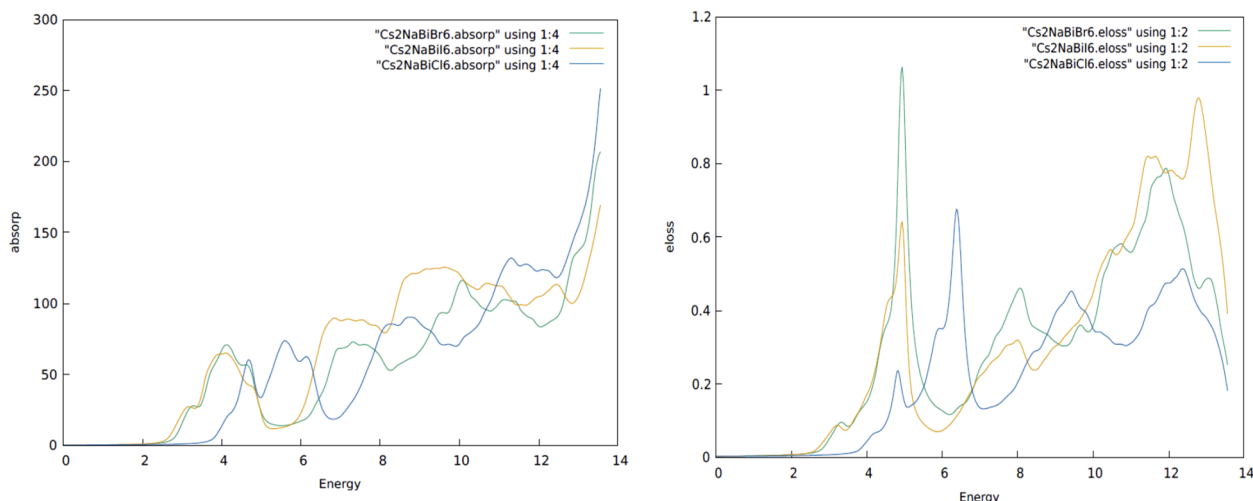 300
250
200
150
100
50
0
absorp
"Cs2NaBiBr6.absorp" using 1:4
"Cs2NaBiI6.absorp" using 1:4
"Cs2NaBiCl6.absorp" using 1:4
0 2 4 6 8 10 12 14
Energy
1.2
1
0.8
0.6
0.4
0.2
0
eloss
"Cs2NaBiBr6.eloss" using 1:2
"Cs2NaBiI6.eloss" using 1:2
"Cs2NaBiCl6.eloss" using 1:2
0 2 4 6 8 10 12 14
Energy